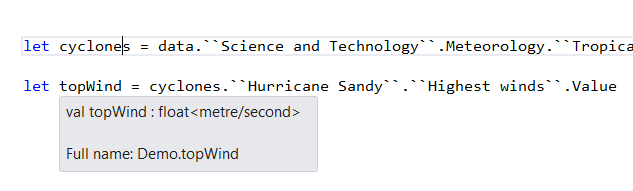 let cyclones = data.``Science and Technology``.Meteorology.``Tropica
let topWind = cyclones.``Hurricane Sandy``.``Highest winds``.Value
val topWind : float<metre/second>
Full name: Demo.topWind